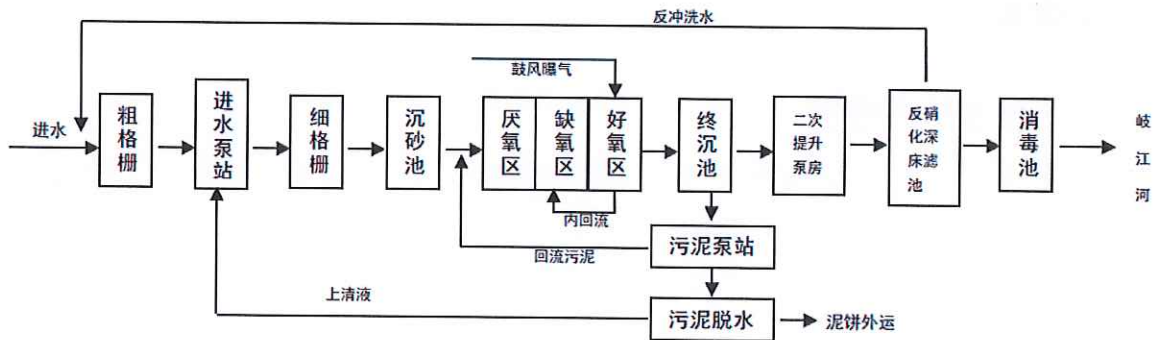 反冲洗水
鼓风曝气
进水
粗格栅
进水泵站
细格栅
沉砂池
厌氧区
缺氧区
好氧区
终沉池
二次
提升
泵房
反硝
化深
床滤
池
消毒池
岐江河
内回流
回流污泥
污泥泵站
上清液
污泥脱水
泥饼外运